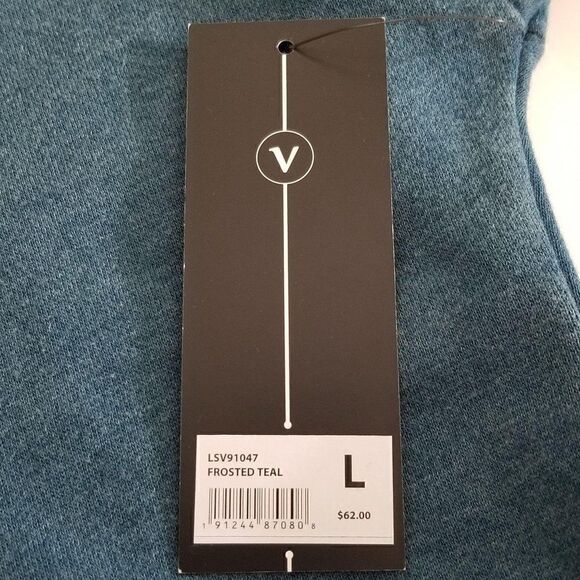 V
LSV91047
FROSTED TEAL
L
1 91244 87080 8
$62.00